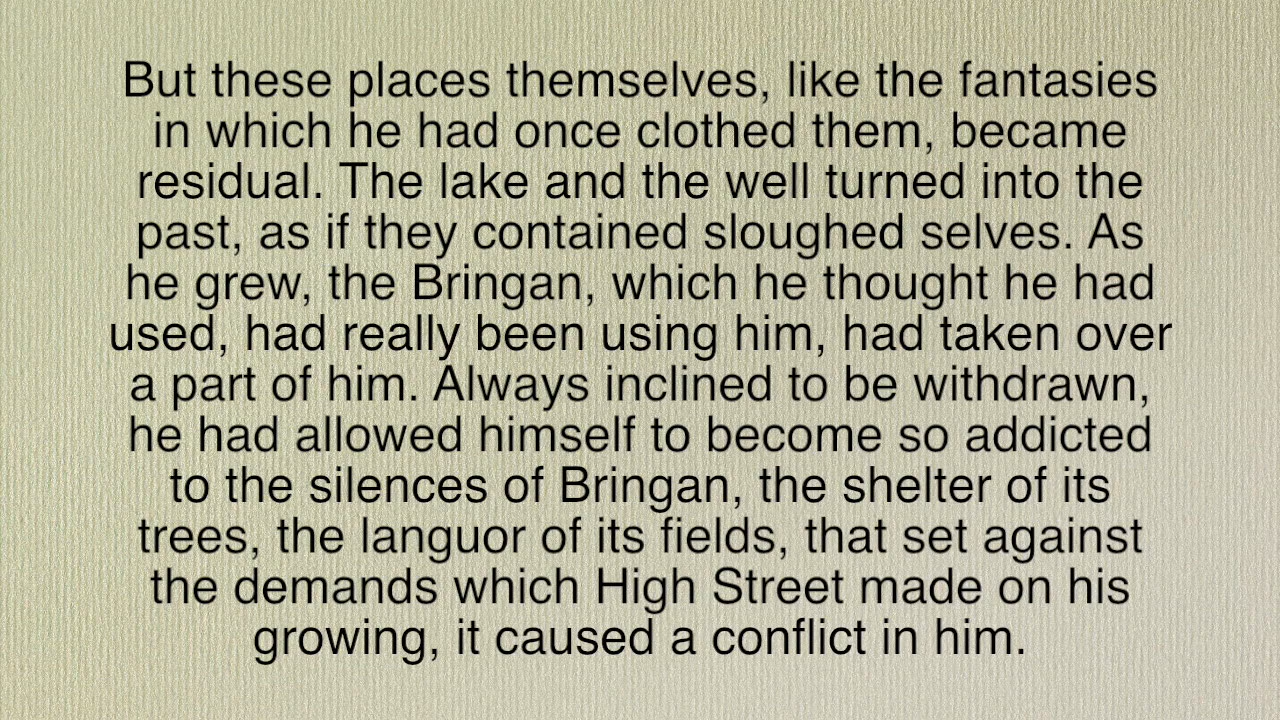 But these places themselves, like the fantasies
in which he had once clothed them, became
residual. The lake and the well turned into the
past, as if they contained sloughed selves. As
he grew, the Bringan, which he thought he had
used, had really been using him, had taken over
a part of him. Always inclined to be withdrawn,
he had allowed himself to become so addicted
to the silences of Bringan, the shelter of its
trees, the languor of its fields, that set against
the demands which High Street made on his
growing, it caused a conflict in him.